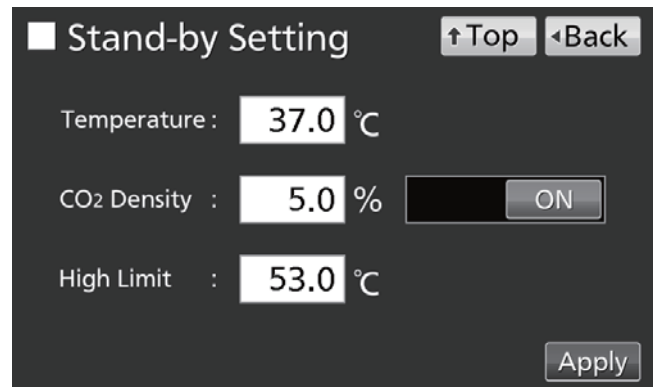 Stand-by Setting ↑Top ◂Back
Temperature : 37.0 ℃
CO2 Density : 5.0 % ON
High Limit : 53.0 ℃
Apply